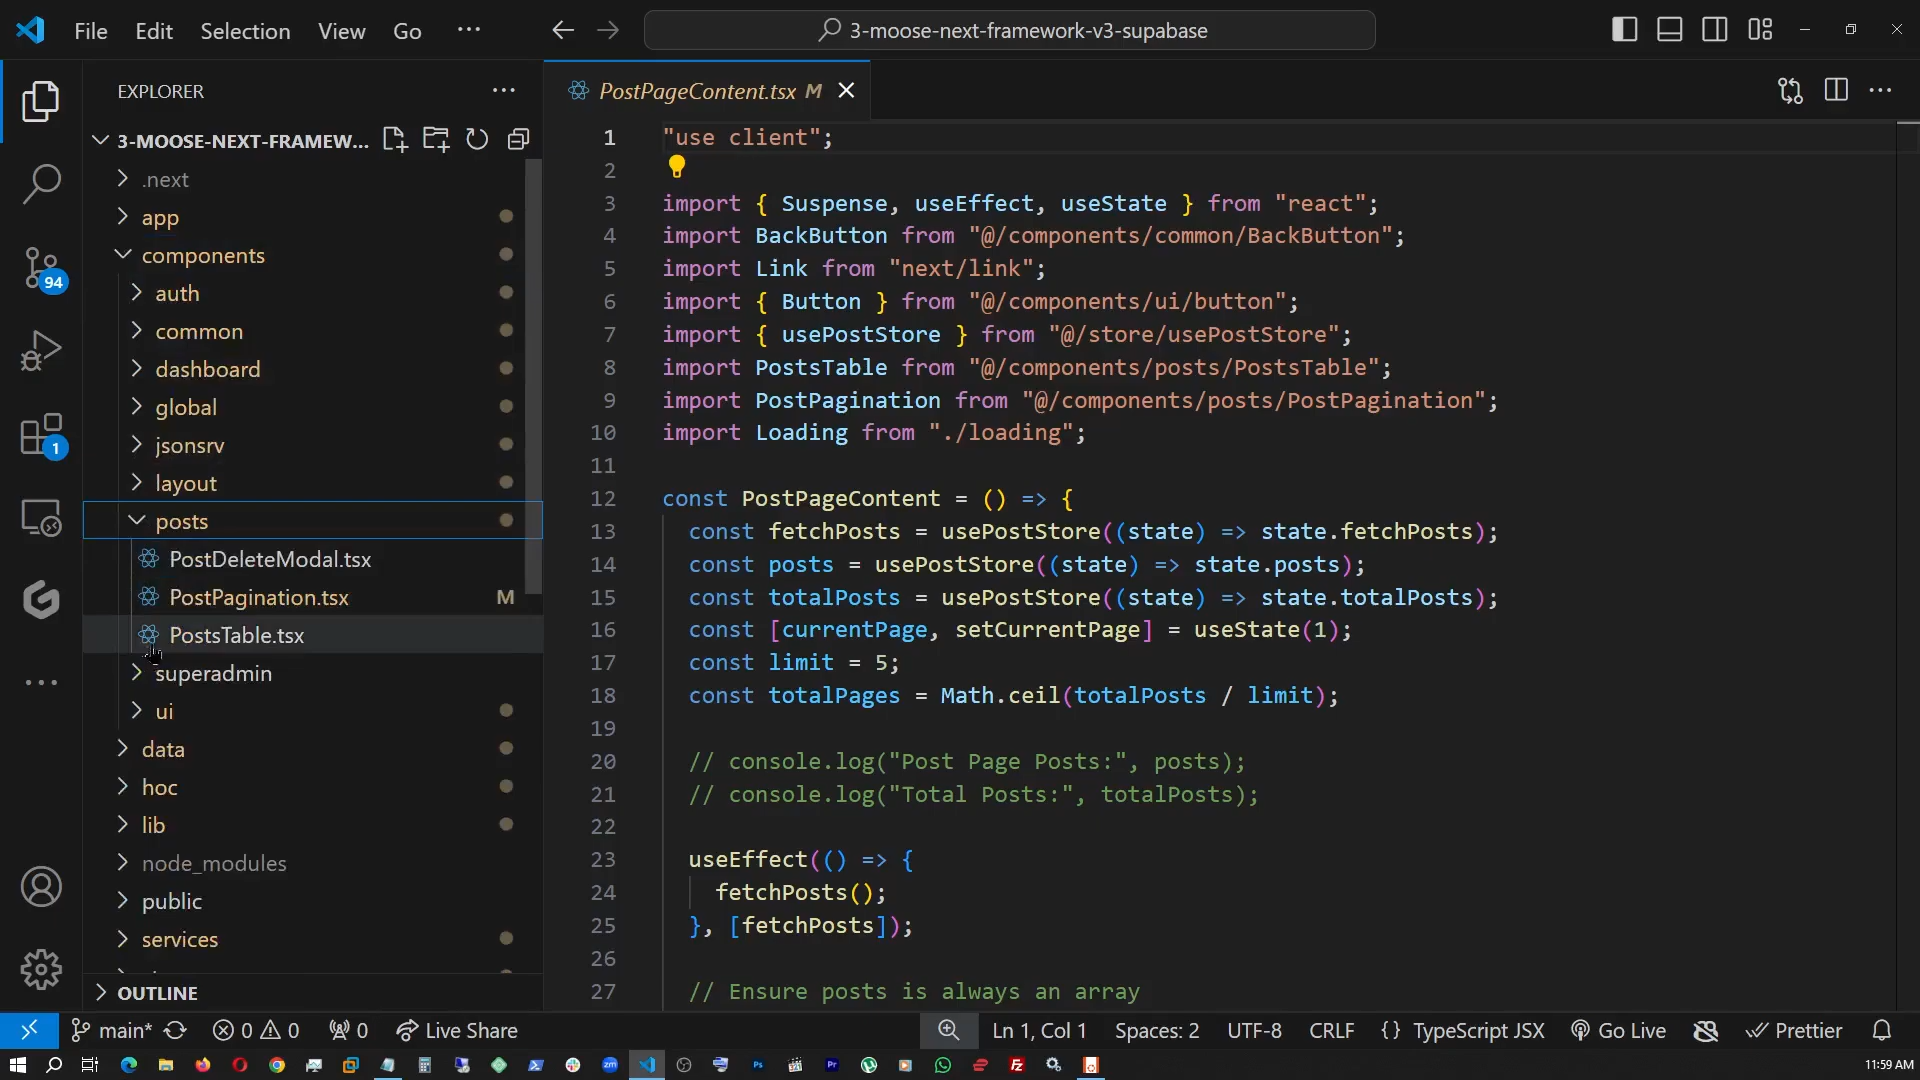 File Edit Selection View Go
3-moose-next-framework-v3-supabase
EXPLORER
3-MOOSE-NEXT-FRAMEW...
.next
app
components
auth
common
dashboard
global
jsonsrv
layout
posts
PostDeleteModal.tsx
PostPagination.tsx M
PostsTable.tsx
superadmin
ui
data
hoc
lib
node_modules
public
services
OUTLINE
94
1
PostPageContent.tsx M
1 "use client";
2
3 import { Suspense, useEffect, useState } from "react";
4 import BackButton from "@/components/common/BackButton";
5 import Link from "next/link";
6 import { Button } from "@/components/ui/button";
7 import { usePostStore } from "@/store/usePostStore";
8 import PostsTable from "@/components/posts/PostsTable";
9 import PostPagination from "@/components/posts/PostPagination";
10 import Loading from "./loading";
11
12 const PostPageContent = () => {
13 const fetchPosts = usePostStore((state) => state.fetchPosts);
14 const posts = usePostStore((state) => state.posts);
15 const totalPosts = usePostStore((state) => state.totalPosts);
16 const [currentPage, setCurrentPage] = useState(1);
17 const limit = 5;
18 const totalPages = Math.ceil(totalPosts / limit);
19
20 // console.log("Post Page Posts:", posts);
21 // console.log("Total Posts:", totalPosts);
22
23 useEffect(() => {
24 fetchPosts();
25 }, [fetchPosts]);
26
27 // Ensure posts is always an array
main* 0 0 0 Live Share Ln 1, Col 1 Spaces: 2 UTF-8 CRLF {} TypeScript JSX Go Live Prettier
11:59 AM